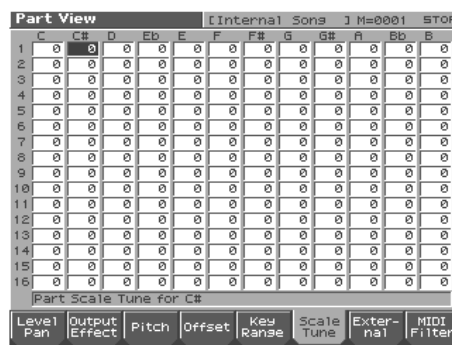 Part View [Internal Song ] M=0001 STOP
C C# D Eb E F F# G G# A Bb B
1 0 0 0 0 0 0 0 0 0 0 0 0
2 0 0 0 0 0 0 0 0 0 0 0 0
3 0 0 0 0 0 0 0 0 0 0 0 0
4 0 0 0 0 0 0 0 0 0 0 0 0
5 0 0 0 0 0 0 0 0 0 0 0 0
6 0 0 0 0 0 0 0 0 0 0 0 0
7 0 0 0 0 0 0 0 0 0 0 0 0
8 0 0 0 0 0 0 0 0 0 0 0 0
9 0 0 0 0 0 0 0 0 0 0 0 0
10 0 0 0 0 0 0 0 0 0 0 0 0
11 0 0 0 0 0 0 0 0 0 0 0 0
12 0 0 0 0 0 0 0 0 0 0 0 0
13 0 0 0 0 0 0 0 0 0 0 0 0
14 0 0 0 0 0 0 0 0 0 0 0 0
15 0 0 0 0 0 0 0 0 0 0 0 0
16 0 0 0 0 0 0 0 0 0 0 0 0
Part Scale Tune for C#
Level Pan Output Effect Pitch Offset Key Range Scale Tune Exter-nal MIDI Filter